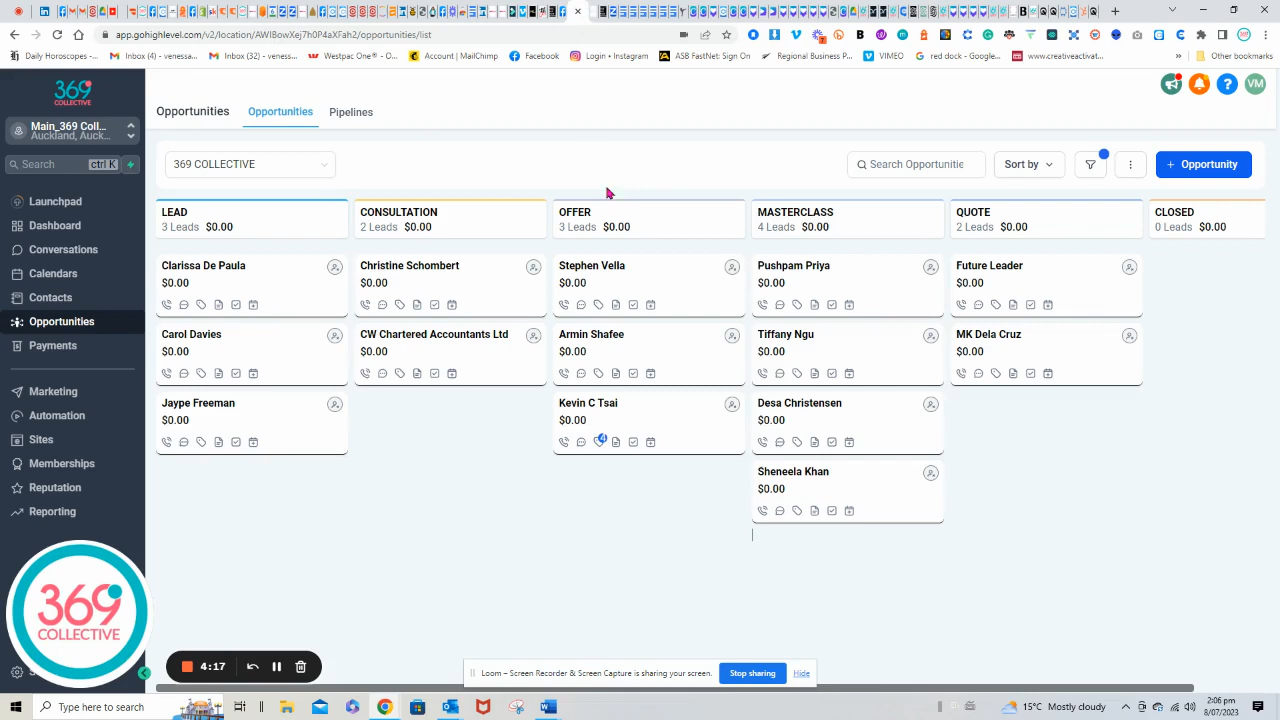 app.gohighlevel.com/v2/location/AWIBowXej7h0P4aXFah2/opportunities/list
Daily Horoscopes -...
Inbox (4) - venessa...
Inbox (32) - veness...
Westpac One ® - O...
Account | MailChimp
Facebook
Login • Instagram
ASB FastNet: Sign On
Regional Business P...
VIMEO
red dock - Google...
www.creativeactivat...
»
Other bookmarks
369
COLLECTIVE
Main_369 Coll...
Auckland, Auck...
Search
ctrl K
Launchpad
Dashboard
Conversations
Calendars
Contacts
Opportunities
Payments
Marketing
Automation
Sites
Memberships
Reputation
Reporting
369
COLLECTIVE
Opportunities
Opportunities
Pipelines
VM
369 COLLECTIVE
Search Opportunitie
Sort by
+ Opportunity
LEAD
3 Leads $0.00
Clarissa De Paula
$0.00
Carol Davies
$0.00
Jaype Freeman
$0.00
CONSULTATION
2 Leads $0.00
Christine Schombert
$0.00
CW Chartered Accountants Ltd
$0.00
OFFER
3 Leads $0.00
Stephen Vella
$0.00
Armin Shafee
$0.00
Kevin C Tsai
$0.00
4
MASTERCLASS
4 Leads $0.00
Pushpam Priya
$0.00
Tiffany Ngu
$0.00
Desa Christensen
$0.00
Sheneela Khan
$0.00
QUOTE
2 Leads $0.00
Future Leader
$0.00
MK Dela Cruz
$0.00
CLOSED
0 Leads $0.00
4:17
Loom – Screen Recorder & Screen Capture is sharing your screen.
Stop sharing
Hide
Type here to search
15°C Mostly cloudy
2:06 pm
8/07/2023